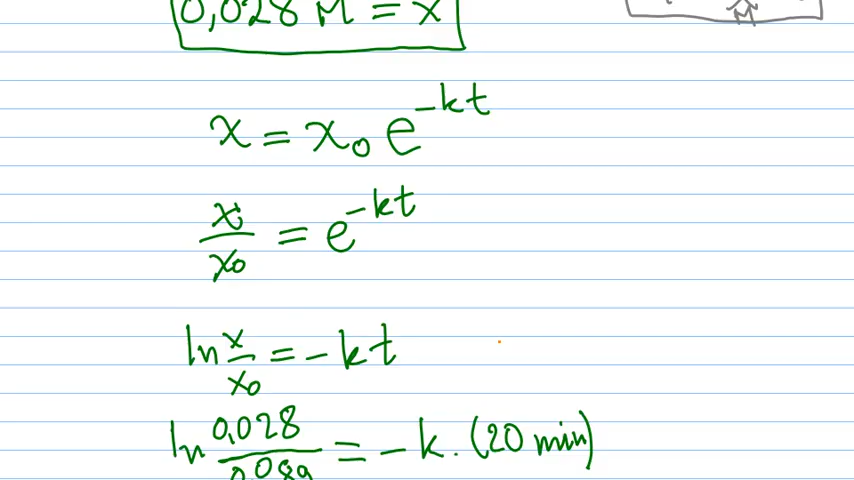 0,028 M = x
M
x = x₀ e^{-kt}
x/x₀ = e^{-kt}
ln x/x₀ = -kt
ln 0,028/0,089 = -k. (20 min)